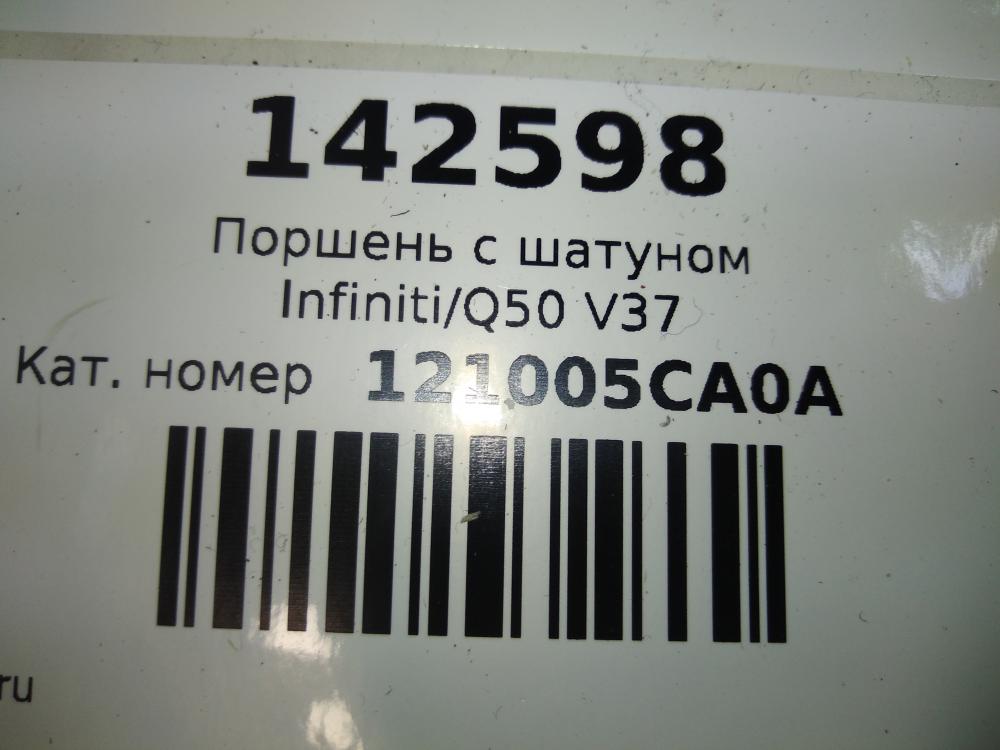 142598
Поршень с шатуном
Infiniti/Q50 V37
Кат. номер 121005CA0A
ru